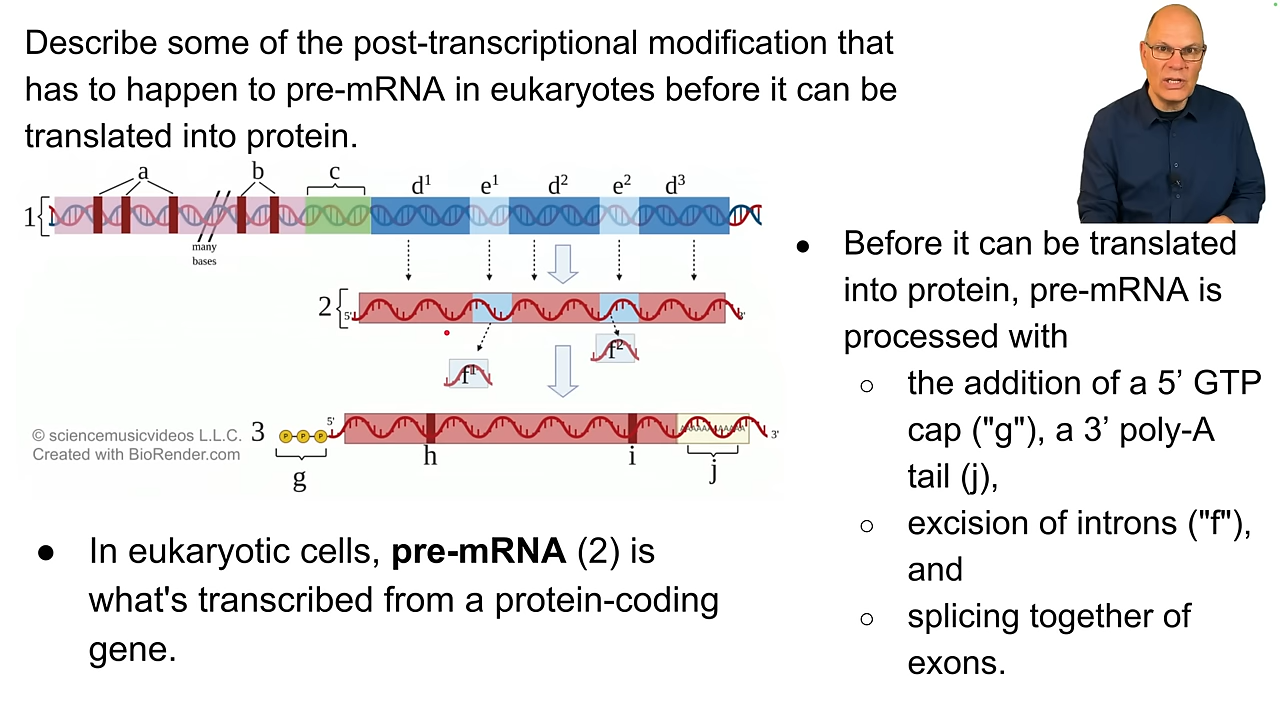 Describe some of the post-transcriptional modification that
has to happen to pre-mRNA in eukaryotes before it can be
translated into protein.
a b c d¹ e¹ d² e² d³
1
many
bases
2 5' 3'
f¹ f²
© sciencemusicvideos L.L.C.
Created with BioRender.com
3 P P P 5' AAAAAAAAAAAA 3'
g h i j
● In eukaryotic cells, pre-mRNA (2) is
what's transcribed from a protein-coding
gene.
● Before it can be translated
into protein, pre-mRNA is
processed with
○ the addition of a 5’ GTP
cap ("g"), a 3’ poly-A
tail (j),
○ excision of introns ("f"),
and
○ splicing together of
exons.